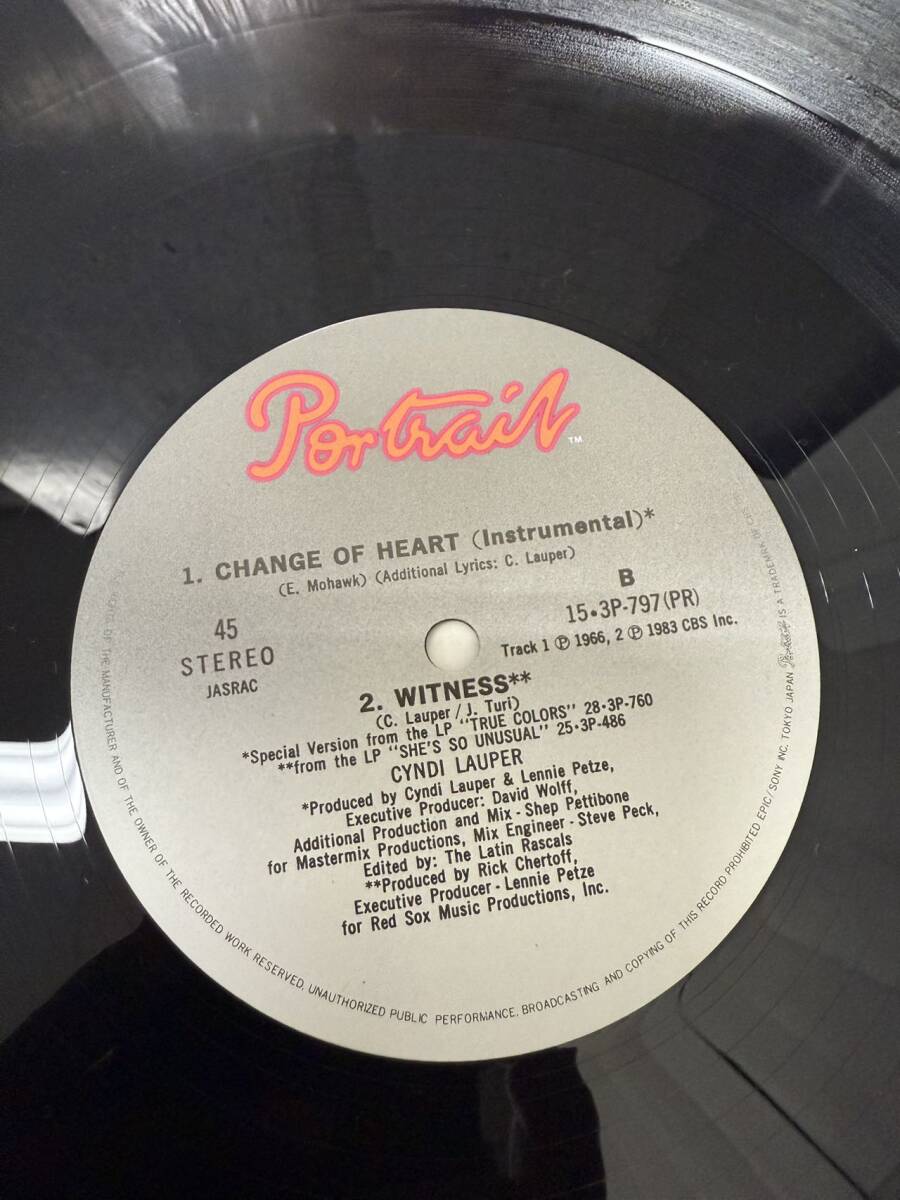 Portrait
TM
1. CHANGE OF HEART (Instrumental)*
(E. Mohawk) (Additional Lyrics: C. Lauper)
B
45
15•3P-797(PR)
STEREO
Track 1 Ⓟ 1966, 2 Ⓟ 1983 CBS Inc.
JASRAC
2. WITNESS**
(C. Lauper / J. Turi)
*Special Version from the LP "TRUE COLORS" 28•3P-760
**from the LP "SHE'S SO UNUSUAL" 25•3P-486
CYNDI LAUPER
*Produced by Cyndi Lauper & Lennie Petze,
Executive Producer: David Wolff,
Additional Production and Mix - Shep Pettibone
for Mastermix Productions, Mix Engineer - Steve Peck,
Edited by: The Latin Rascals
**Produced by Rick Chertoff,
Executive Producer - Lennie Petze
for Red Sox Music Productions, Inc.
OF THE MANUFACTURER AND OF THE OWNER OF THE RECORDED WORK RESERVED. UNAUTHORIZED PUBLIC PERFORMANCE. BROADCASTING AND COPYING OF THIS RECORD PROHIBITED EPIC/SONY INC. TOKYO JAPAN Portrait IS A TRADEMRK OF CBS